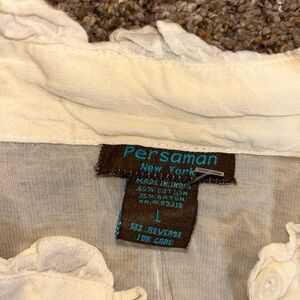 Persaman
New York
MADE IN INDIA
65% COTTON
35% RAYON
L
SEE REVERSE
FOR CARE